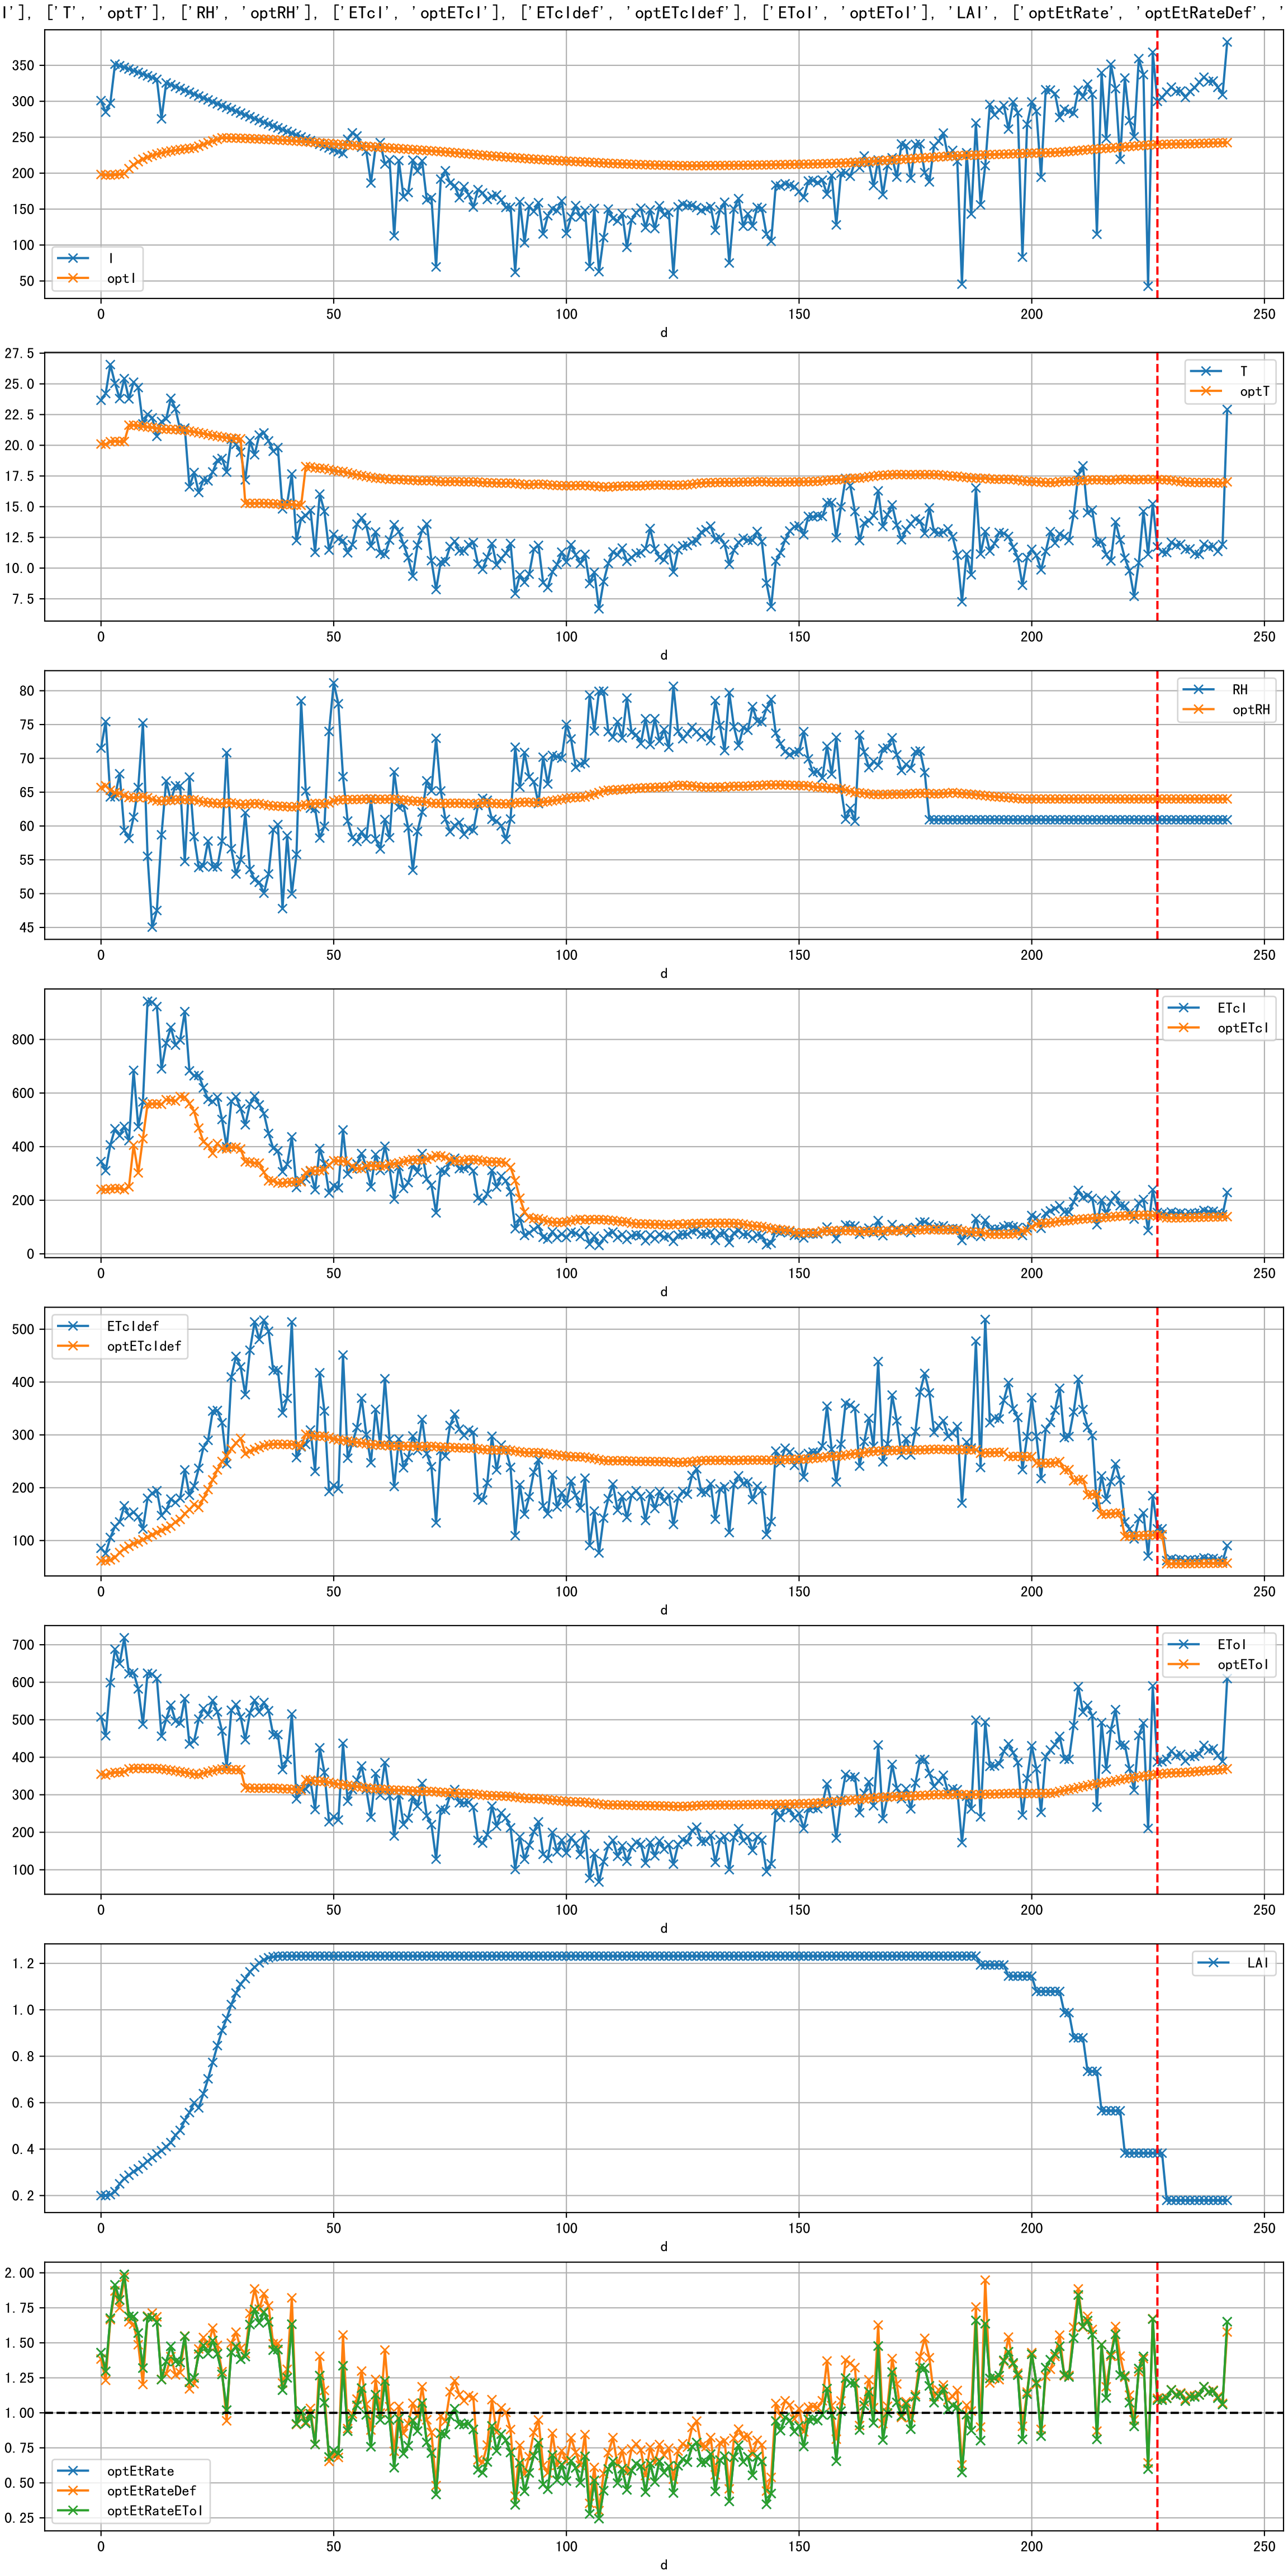 I'], ['T', 'optT'], ['RH', 'optRH'], ['ETcI', 'optETcI'], ['ETcIdef', 'optETcIdef'], ['EToI', 'optEToI'], 'LAI', ['optEtRate', 'optEtRateDef', '
350
300
250
200
150
100
50
I
optI
0 50 100 150 200 250
d
27.5
25.0
22.5
20.0
17.5
15.0
12.5
10.0
7.5
T
optT
0 50 100 150 200 250
d
80
75
70
65
60
55
50
45
RH
optRH
0 50 100 150 200 250
d
800
600
400
200
0
ETcI
optETcI
0 50 100 150 200 250
d
500
400
300
200
100
ETcIdef
optETcIdef
0 50 100 150 200 250
d
700
600
500
400
300
200
100
EToI
optEToI
0 50 100 150 200 250
d
1.2
1.0
0.8
0.6
0.4
0.2
LAI
0 50 100 150 200 250
d
2.00
1.75
1.50
1.25
1.00
0.75
0.50
0.25
optEtRate
optEtRateDef
optEtRateEToI
0 50 100 150 200 250
d